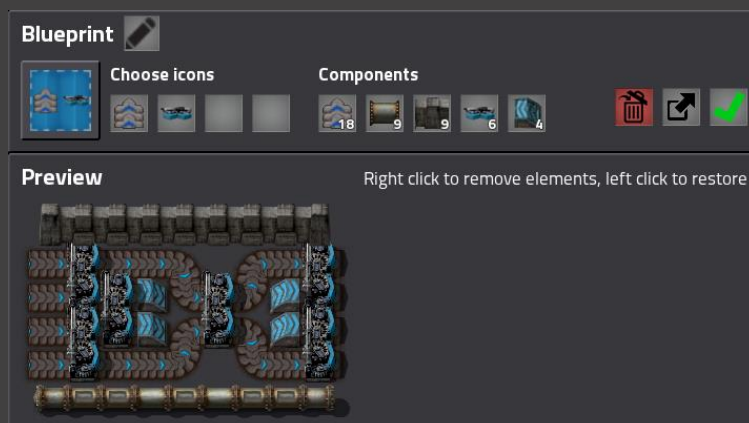 Blueprint
Choose icons
Components
18
9
9
6
4
Preview
Right click to remove elements, left click to restore